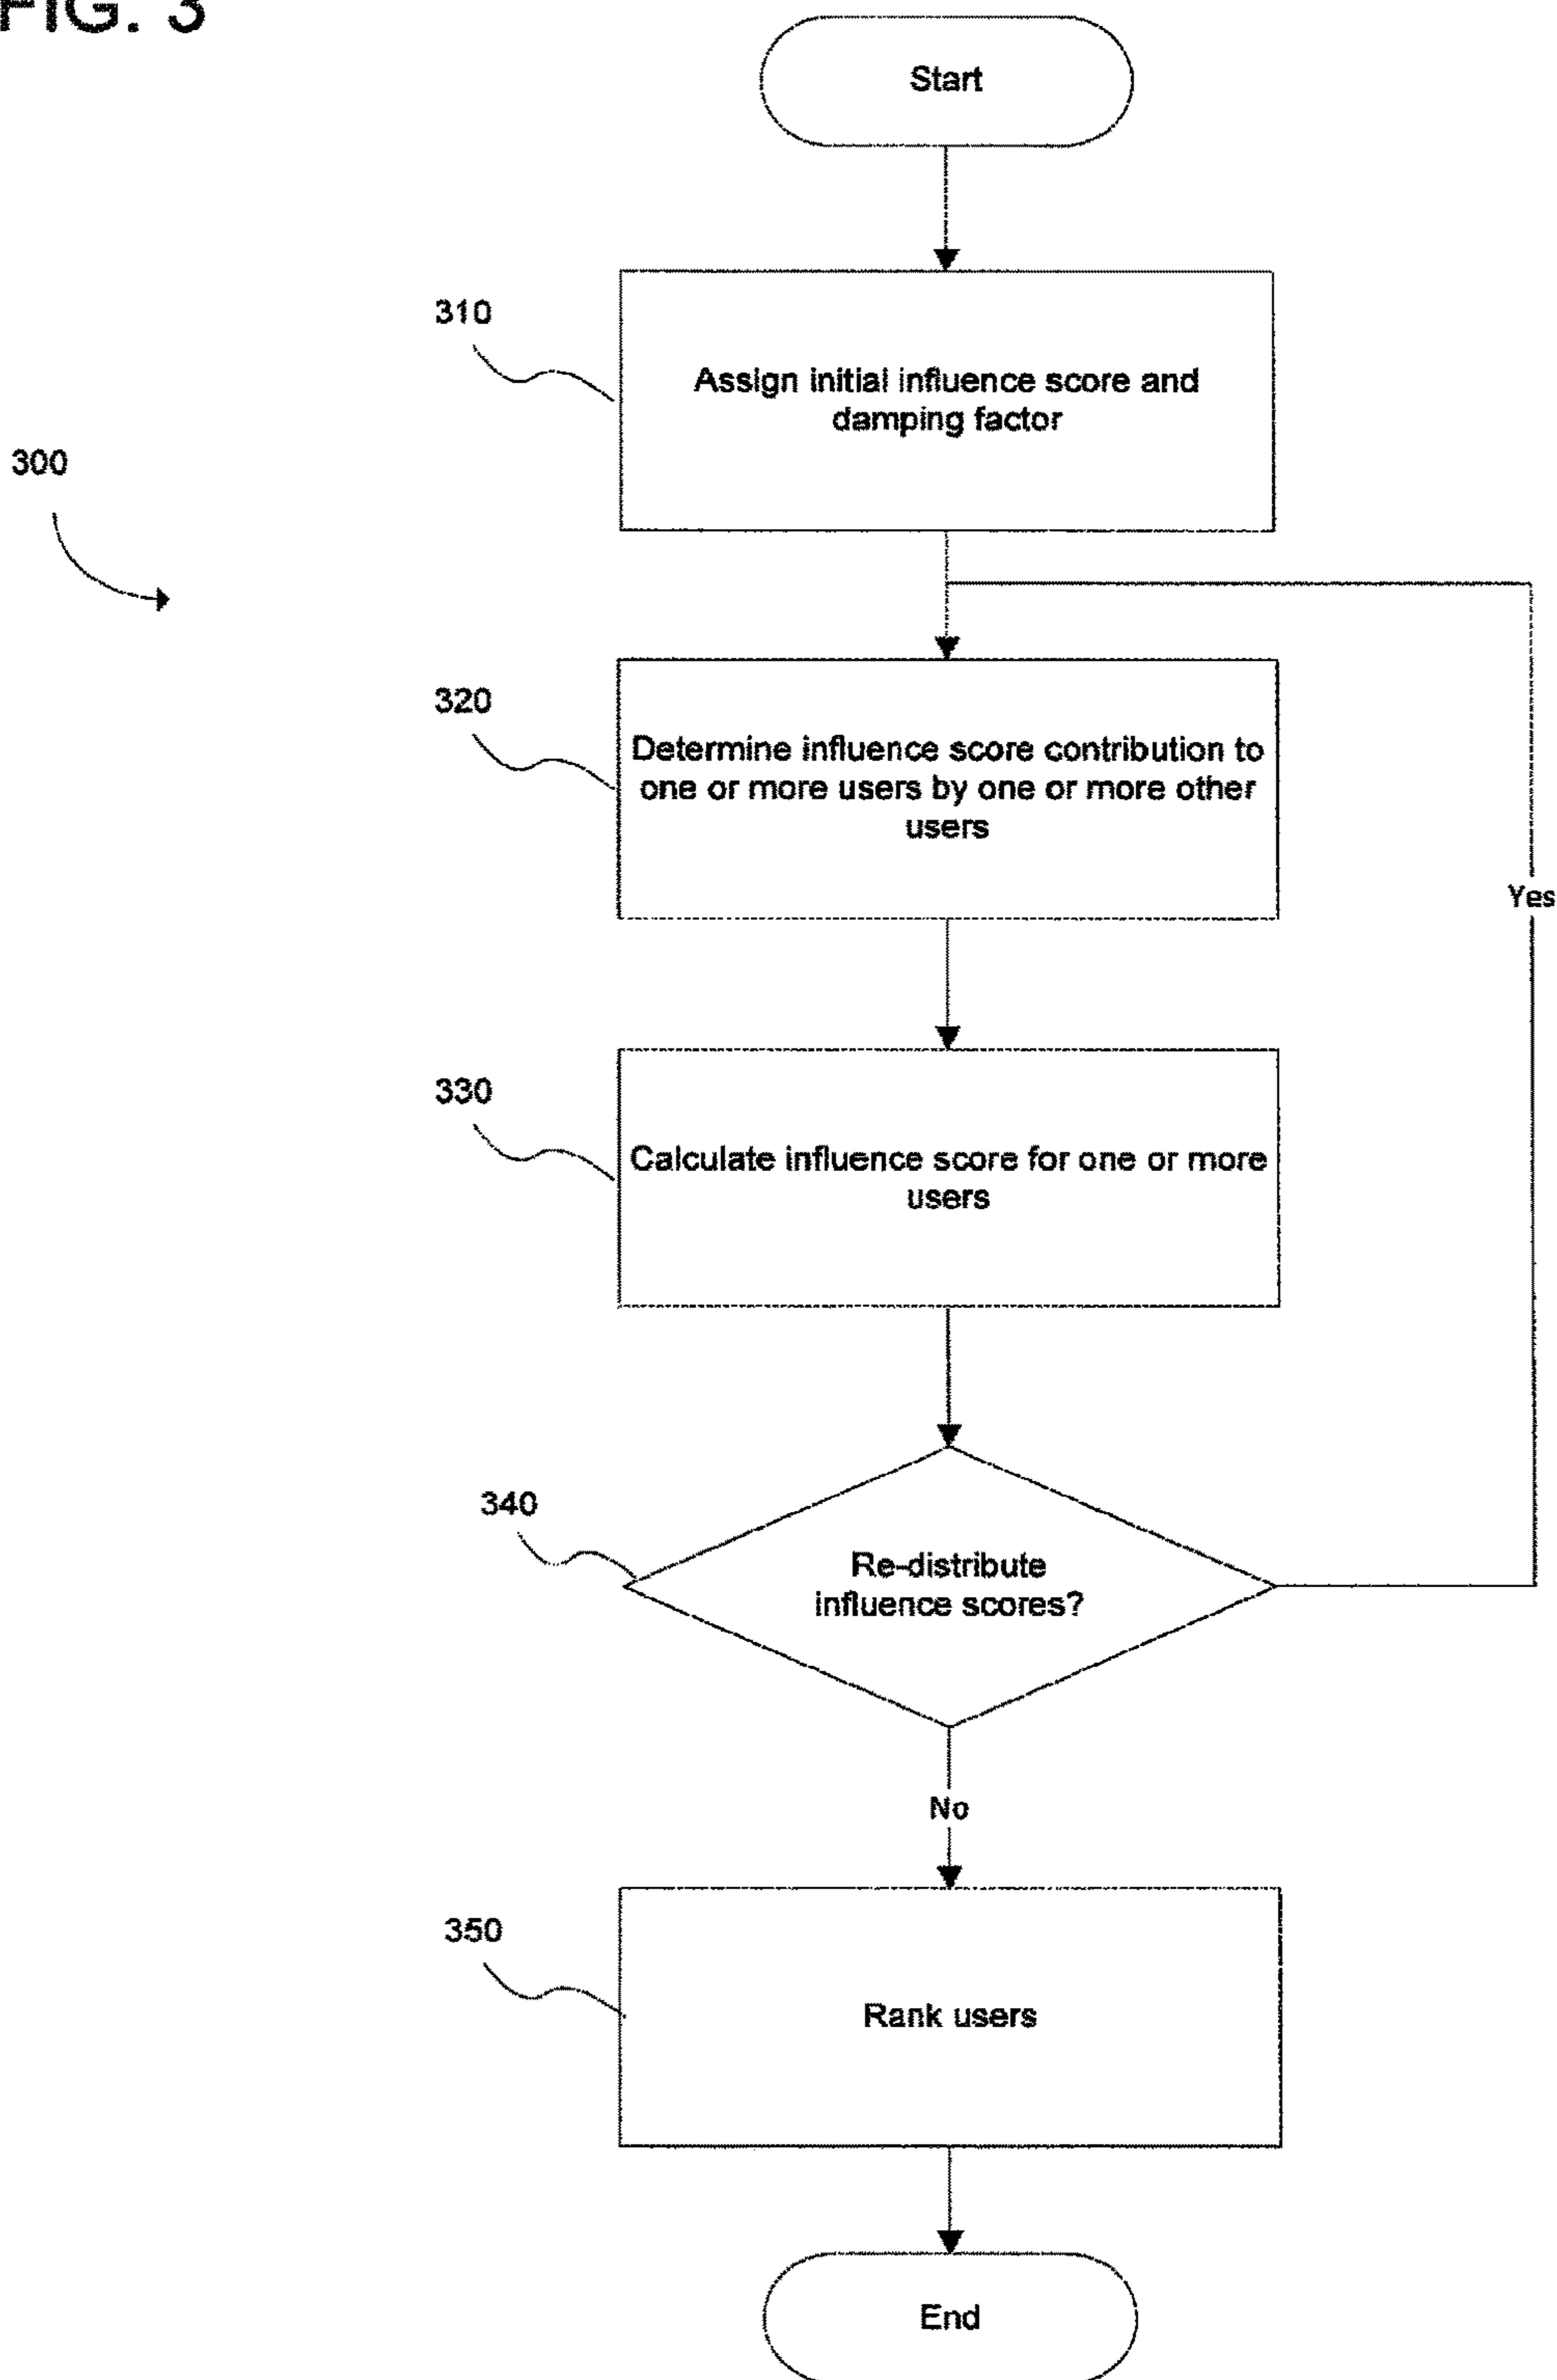 FIG. 3
Start
310
Assign initial influence score and
damping factor
300
320
Determine influence score contribution to
one or more users by one or more other
users
Yes
330
Calculate influence score for one or more
users
340
Re-distribute
influence scores?
No
350
Rank users
End